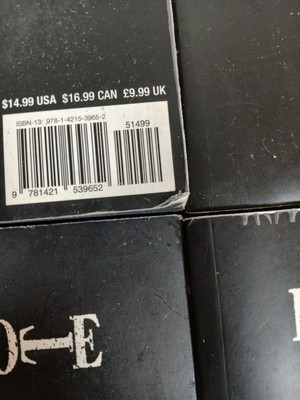 $14.99 USA $16.99 CAN £9.99 UK
ISBN-13: 978-1-4215-3965-2
51499
9 781421 539652
OTE